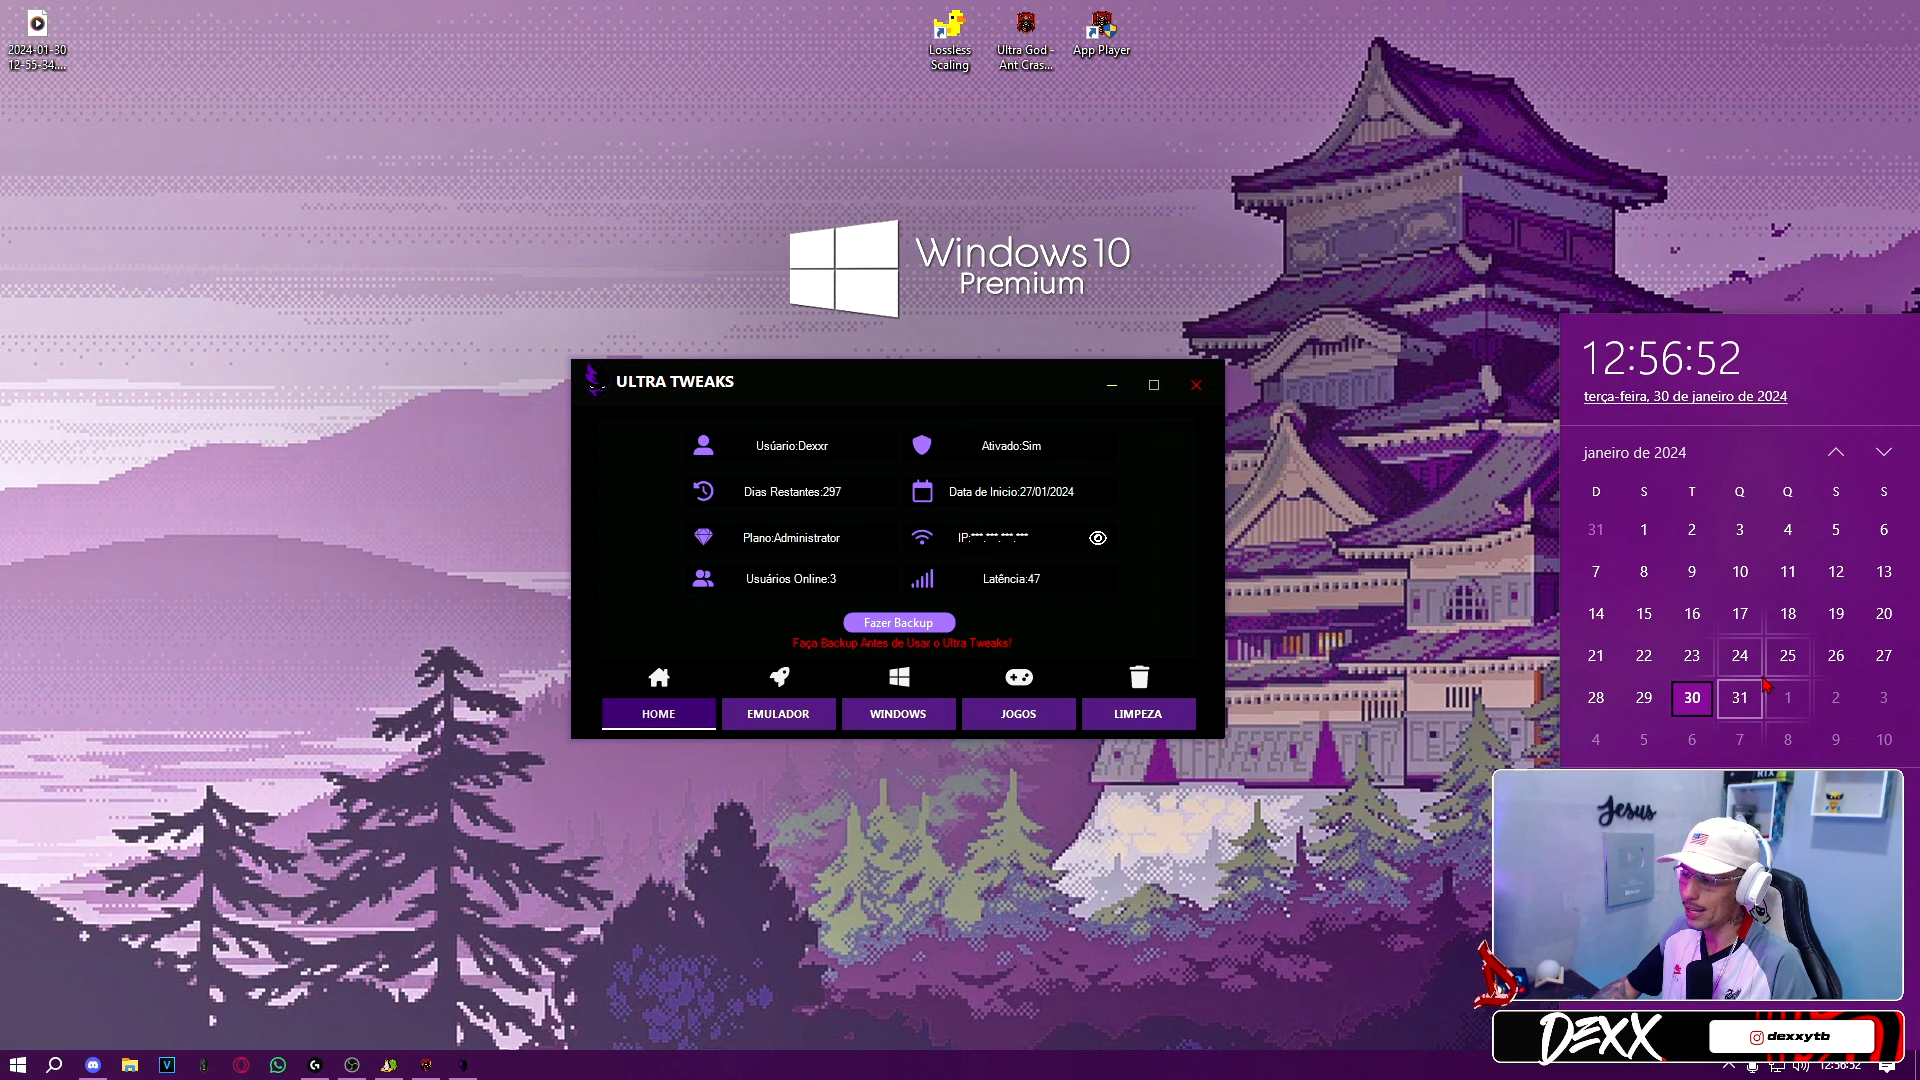 2024-01-30
12-55-34....
Lossless
Scaling
Ultra God -
Ant Cras...
App Player
Windows10
Premium
ULTRA TWEAKS
Usúario:Dexxr
Ativado:Sim
Dias Restantes:297
Data de Inicio:27/01/2024
Plano:Administrator
IP:***.***.***.***
Usuários Online:3
Latência:47
Fazer Backup
Faça Backup Antes de Usar o Ultra Tweaks!
HOME
EMULADOR
WINDOWS
JOGOS
LIMPEZA
12:56:52
terça-feira, 30 de janeiro de 2024
janeiro de 2024
D S T Q Q S S
31 1 2 3 4 5 6
7 8 9 10 11 12 13
14 15 16 17 18 19 20
21 22 23 24 25 26 27
28 29 30 31 1 2 3
4 5 6 7 8 9 10
RTX
Jesus
DEXX
dexxytb
12:56:52